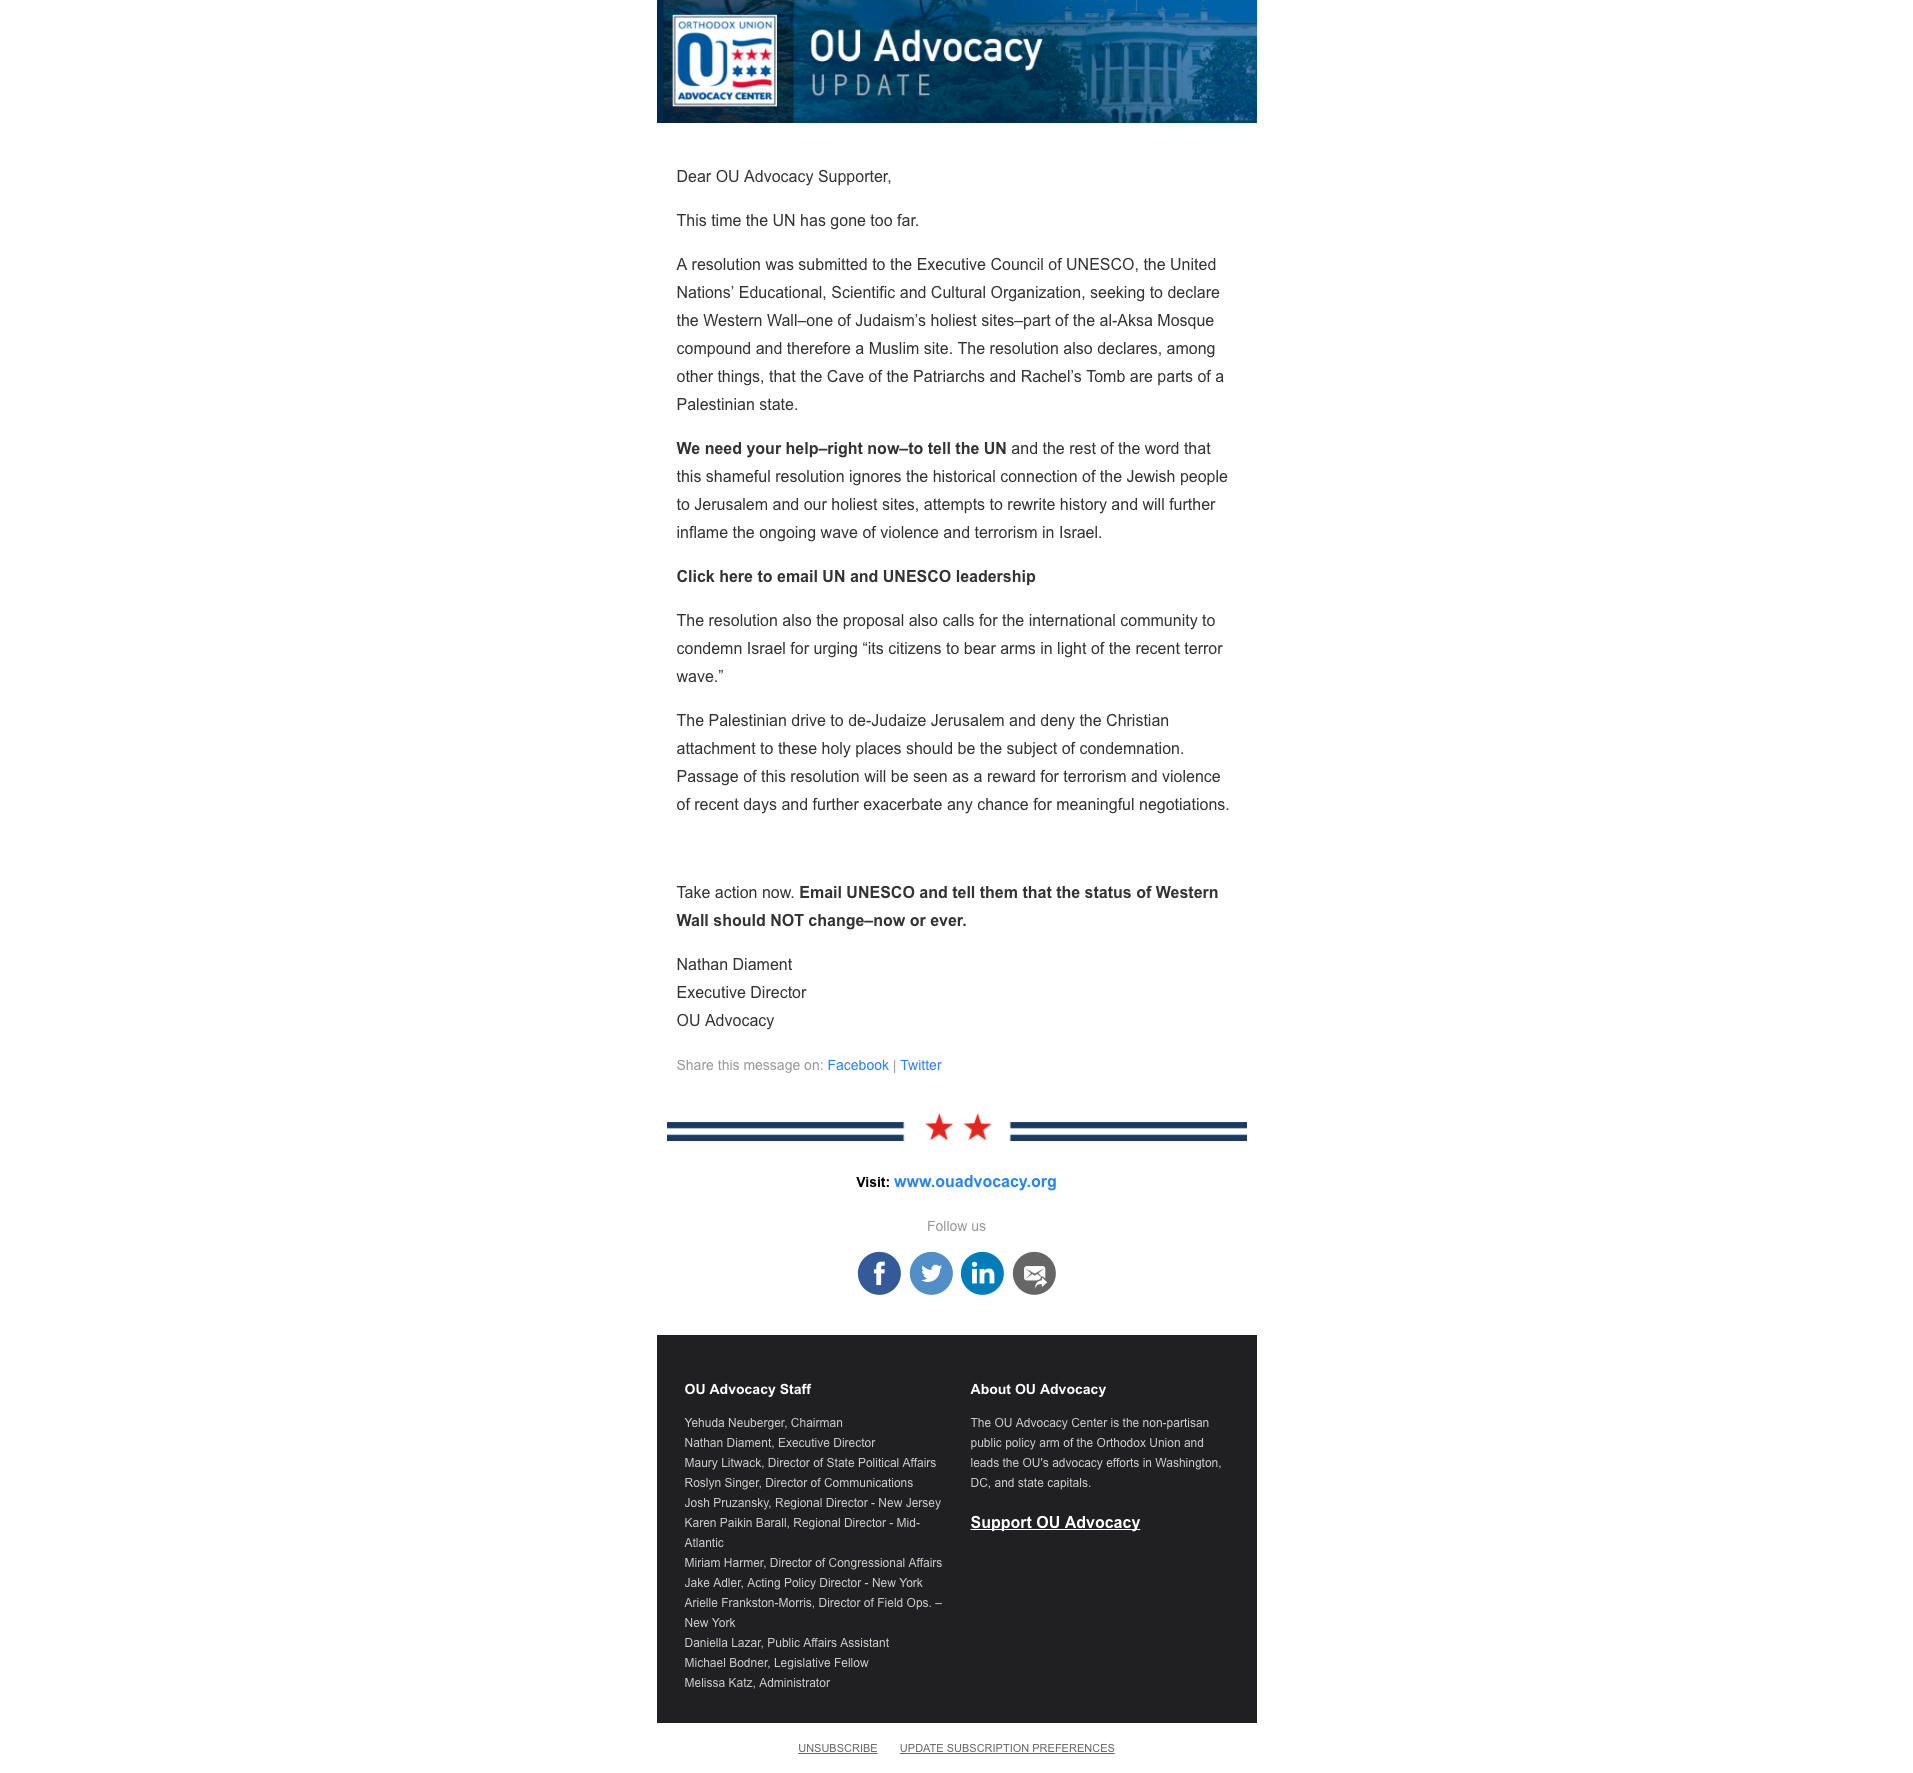 ORTHODOX UNION
OU
ADVOCACY CENTER
OU Advocacy
UPDATE
Dear OU Advocacy Supporter,
This time the UN has gone too far.
A resolution was submitted to the Executive Council of UNESCO, the United
Nations’ Educational, Scientific and Cultural Organization, seeking to declare
the Western Wall–one of Judaism’s holiest sites–part of the al-Aksa Mosque
compound and therefore a Muslim site. The resolution also declares, among
other things, that the Cave of the Patriarchs and Rachel’s Tomb are parts of a
Palestinian state.
We need your help–right now–to tell the UN and the rest of the word that
this shameful resolution ignores the historical connection of the Jewish people
to Jerusalem and our holiest sites, attempts to rewrite history and will further
inflame the ongoing wave of violence and terrorism in Israel.
Click here to email UN and UNESCO leadership
The resolution also the proposal also calls for the international community to
condemn Israel for urging “its citizens to bear arms in light of the recent terror
wave.”
The Palestinian drive to de-Judaize Jerusalem and deny the Christian
attachment to these holy places should be the subject of condemnation.
Passage of this resolution will be seen as a reward for terrorism and violence
of recent days and further exacerbate any chance for meaningful negotiations.
Take action now. Email UNESCO and tell them that the status of Western
Wall should NOT change–now or ever.
Nathan Diament
Executive Director
OU Advocacy
Share this message on: Facebook | Twitter
Visit: www.ouadvocacy.org
Follow us
OU Advocacy Staff
Yehuda Neuberger, Chairman
Nathan Diament, Executive Director
Maury Litwack, Director of State Political Affairs
Roslyn Singer, Director of Communications
Josh Pruzansky, Regional Director - New Jersey
Karen Paikin Barall, Regional Director - Mid-
Atlantic
Miriam Harmer, Director of Congressional Affairs
Jake Adler, Acting Policy Director - New York
Arielle Frankston-Morris, Director of Field Ops. –
New York
Daniella Lazar, Public Affairs Assistant
Michael Bodner, Legislative Fellow
Melissa Katz, Administrator
About OU Advocacy
The OU Advocacy Center is the non-partisan
public policy arm of the Orthodox Union and
leads the OU's advocacy efforts in Washington,
DC, and state capitals.
Support OU Advocacy
UNSUBSCRIBE UPDATE SUBSCRIPTION PREFERENCES